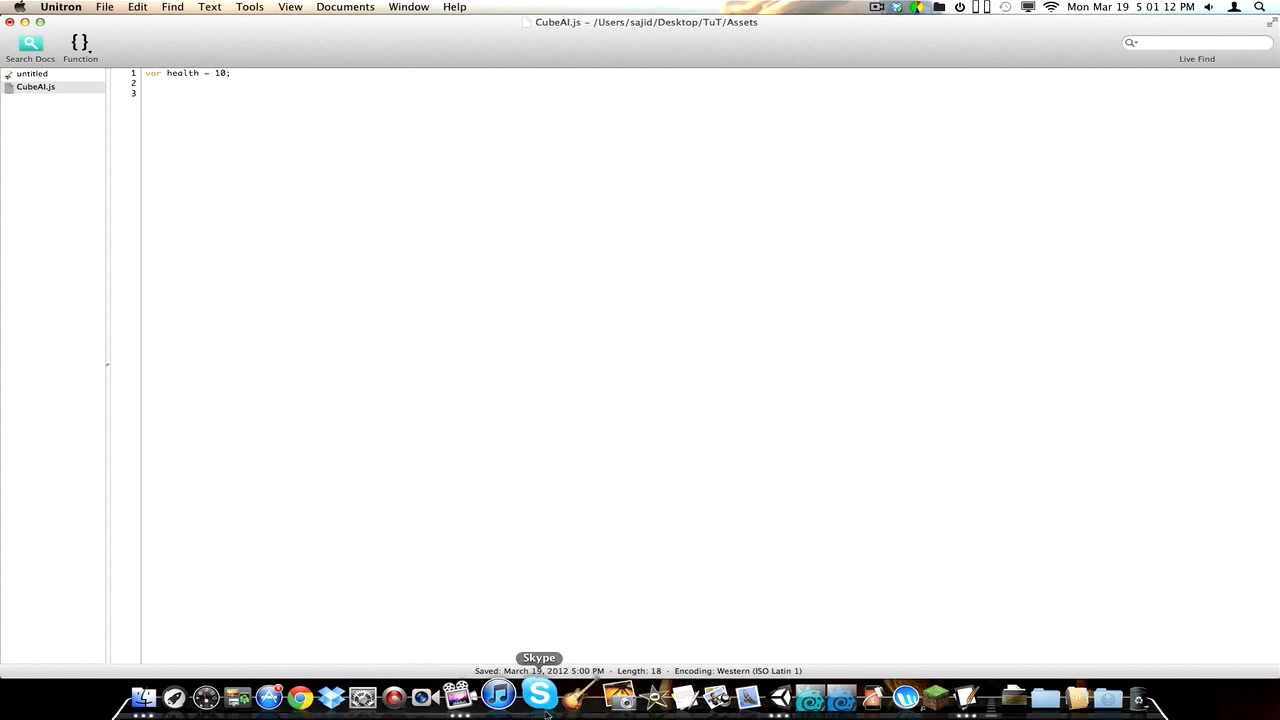 Unitron File Edit Find Text Tools View Documents Window Help Mon Mar 19 5 01 12 PM
CubeAI.js – /Users/sajid/Desktop/TuT/Assets
Search Docs Function Live Find
untitled
CubeAI.js
1 var health = 10;
2
3
Skype
Saved: March 19, 2012 5:00 PM · Length: 18 · Encoding: Western (ISO Latin 1)